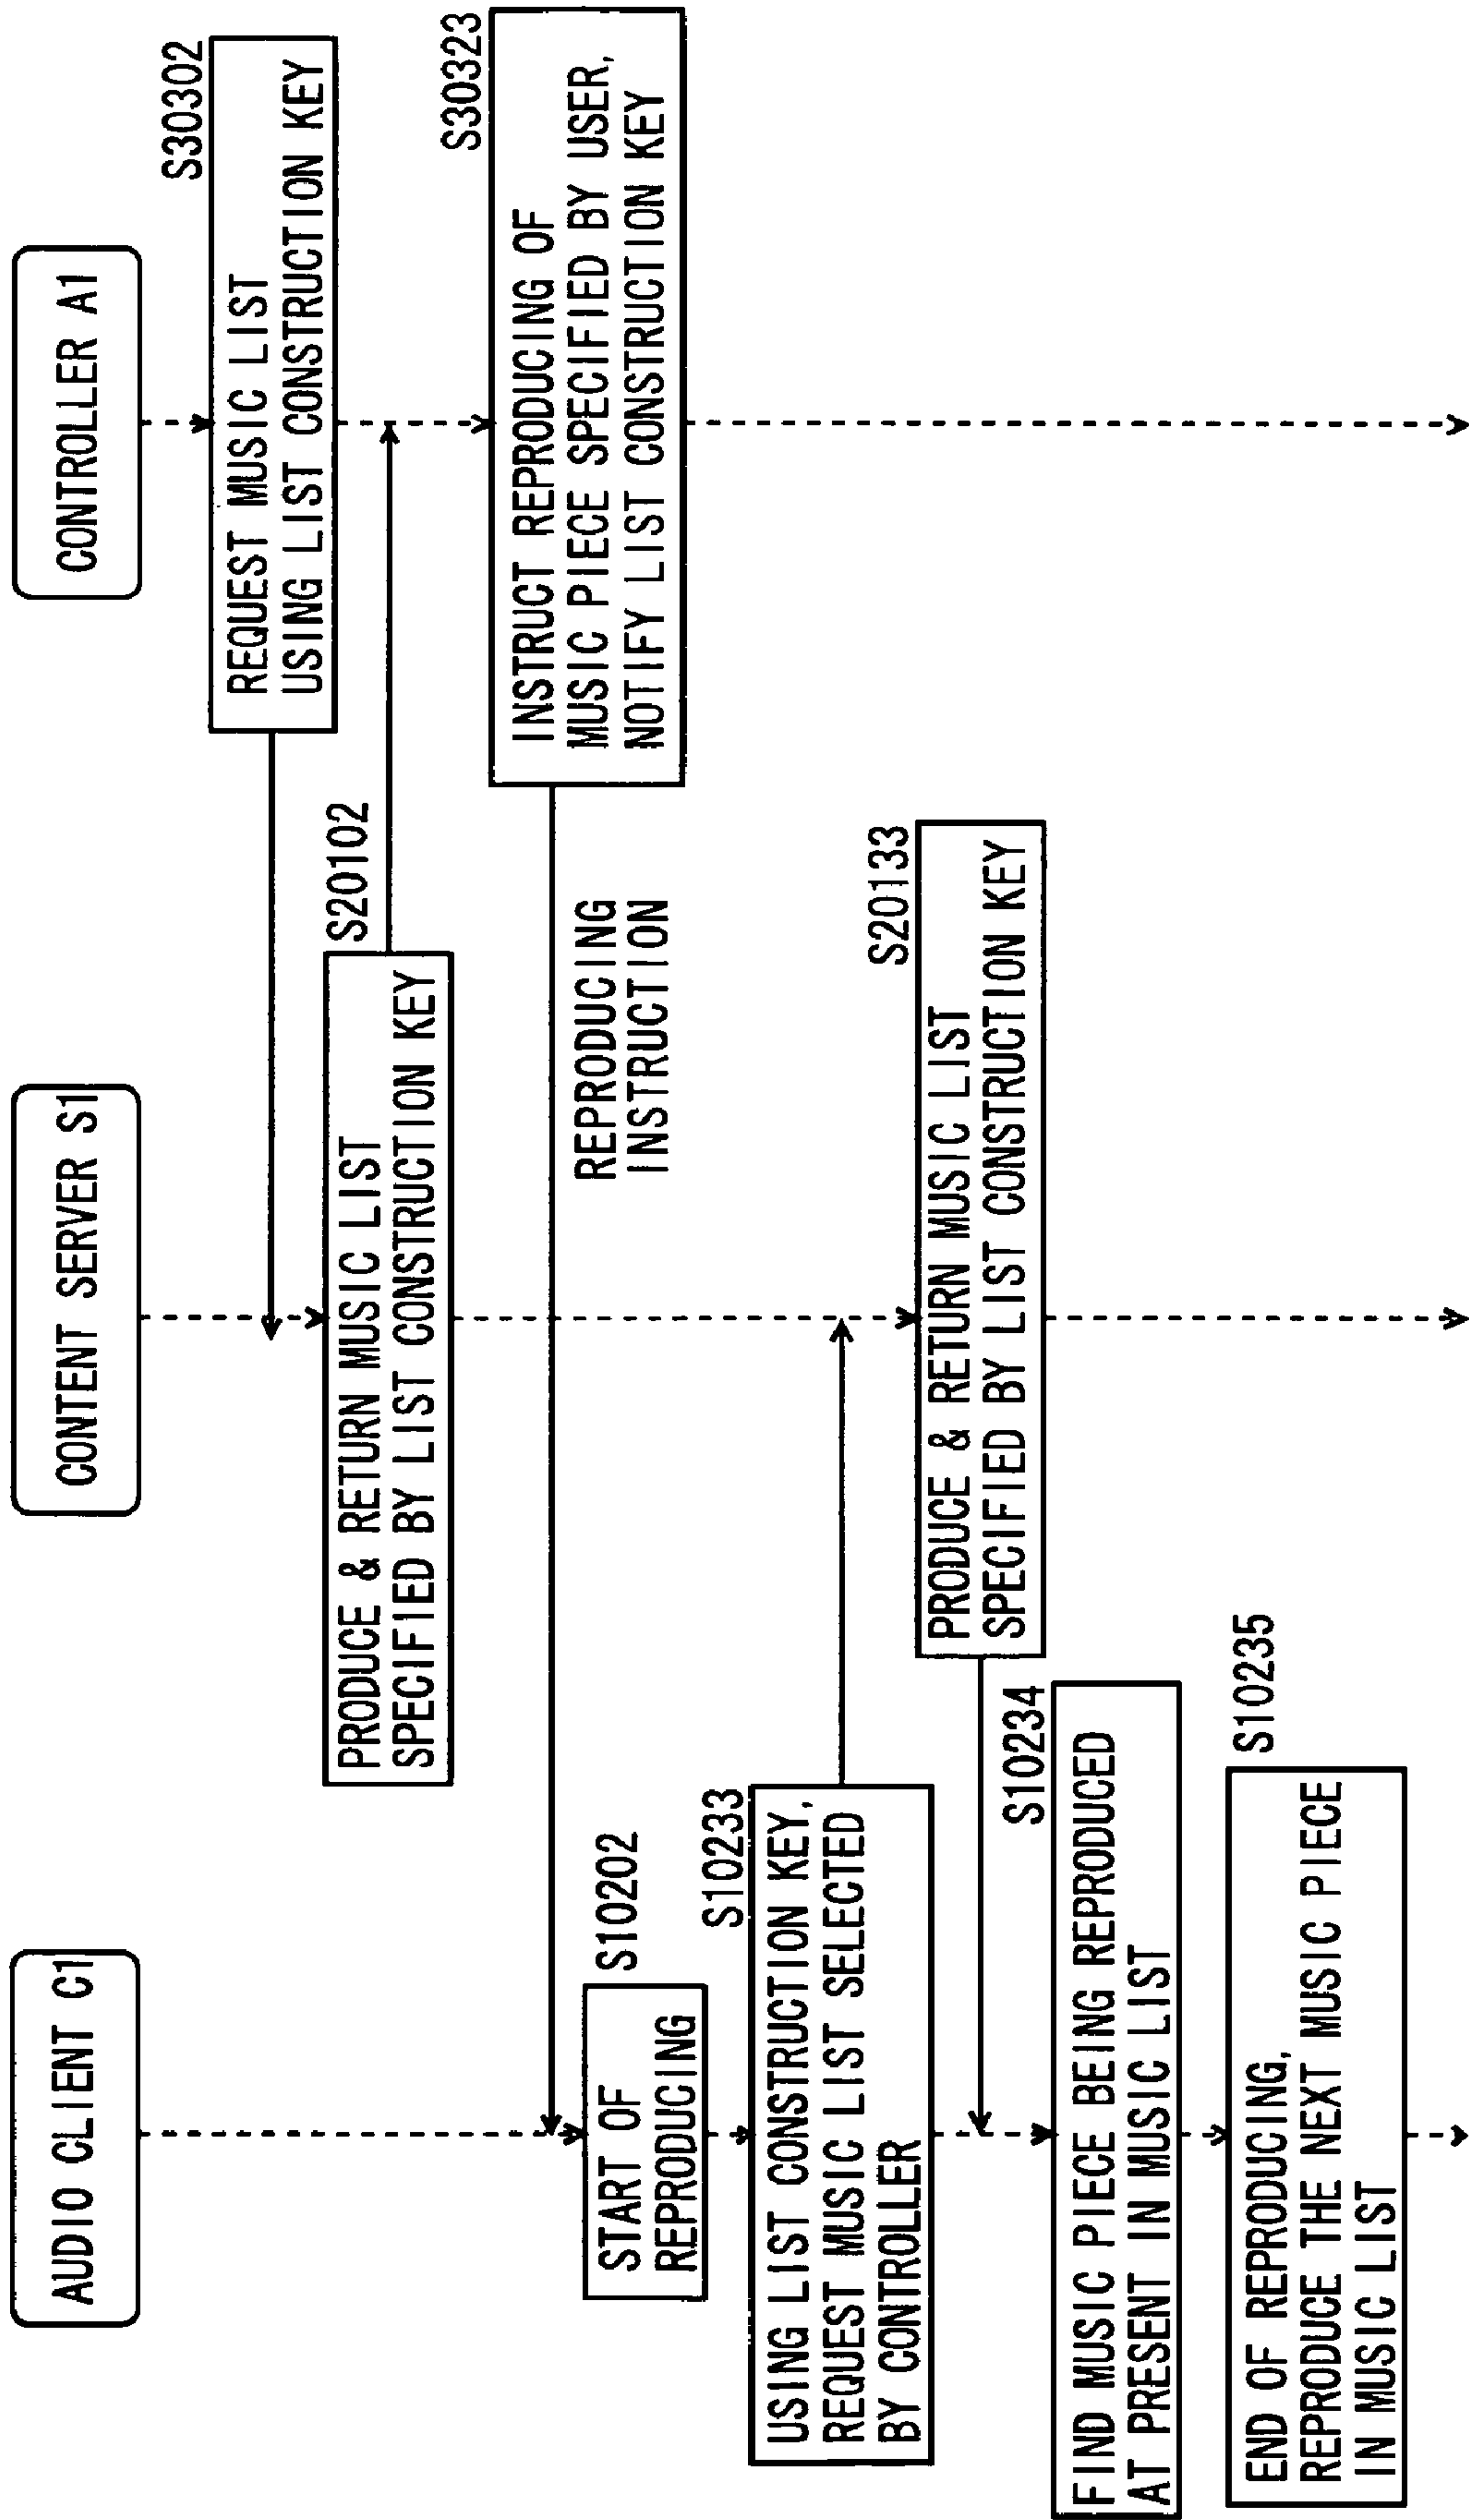 AUDIO CLIENT C1
CONTENT SERVER S1
CONTROLLER A1
S30302
REQUEST MUSIC LIST
USING LIST CONSTRUCTION KEY
S20102
PRODUCE & RETURN MUSIC LIST
SPECIFIED BY LIST CONSTRUCTION KEY
S30323
INSTRUCT REPRODUCING OF
MUSIC PIECE SPECIFIED BY USER,
NOTIFY LIST CONSTRUCTION KEY
REPRODUCING
INSTRUCTION
S10202
START OF
REPRODUCING
S10233
USING LIST CONSTRUCTION KEY,
REQUEST MUSIC LIST SELECTED
BY CONTROLLER
S20133
PRODUCE & RETURN MUSIC LIST
SPECIFIED BY LIST CONSTRUCTION KEY
S10234
FIND MUSIC PIECE BEING REPRODUCED
AT PRESENT IN MUSIC LIST
S10235
END OF REPRODUCING,
REPRODUCE THE NEXT MUSIC PIECE
IN MUSIC LIST